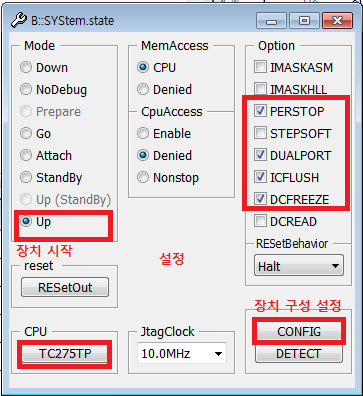 B::SYStem.state
Mode
Down
NoDebug
Prepare
Go
Attach
StandBy
Up (StandBy)
Up
장치 시작
reset
RESetOut
CPU
TC275TP
MemAccess
CPU
Denied
CpuAccess
Enable
Denied
Nonstop
설정
JtagClock
10.0MHz
Option
IMASKASM
IMASKHLL
PERSTOP
STEPSOFT
DUALPORT
ICFLUSH
DCFREEZE
DCREAD
RESetBehavior
Halt
장치 구성 설정
CONFIG
DETECT